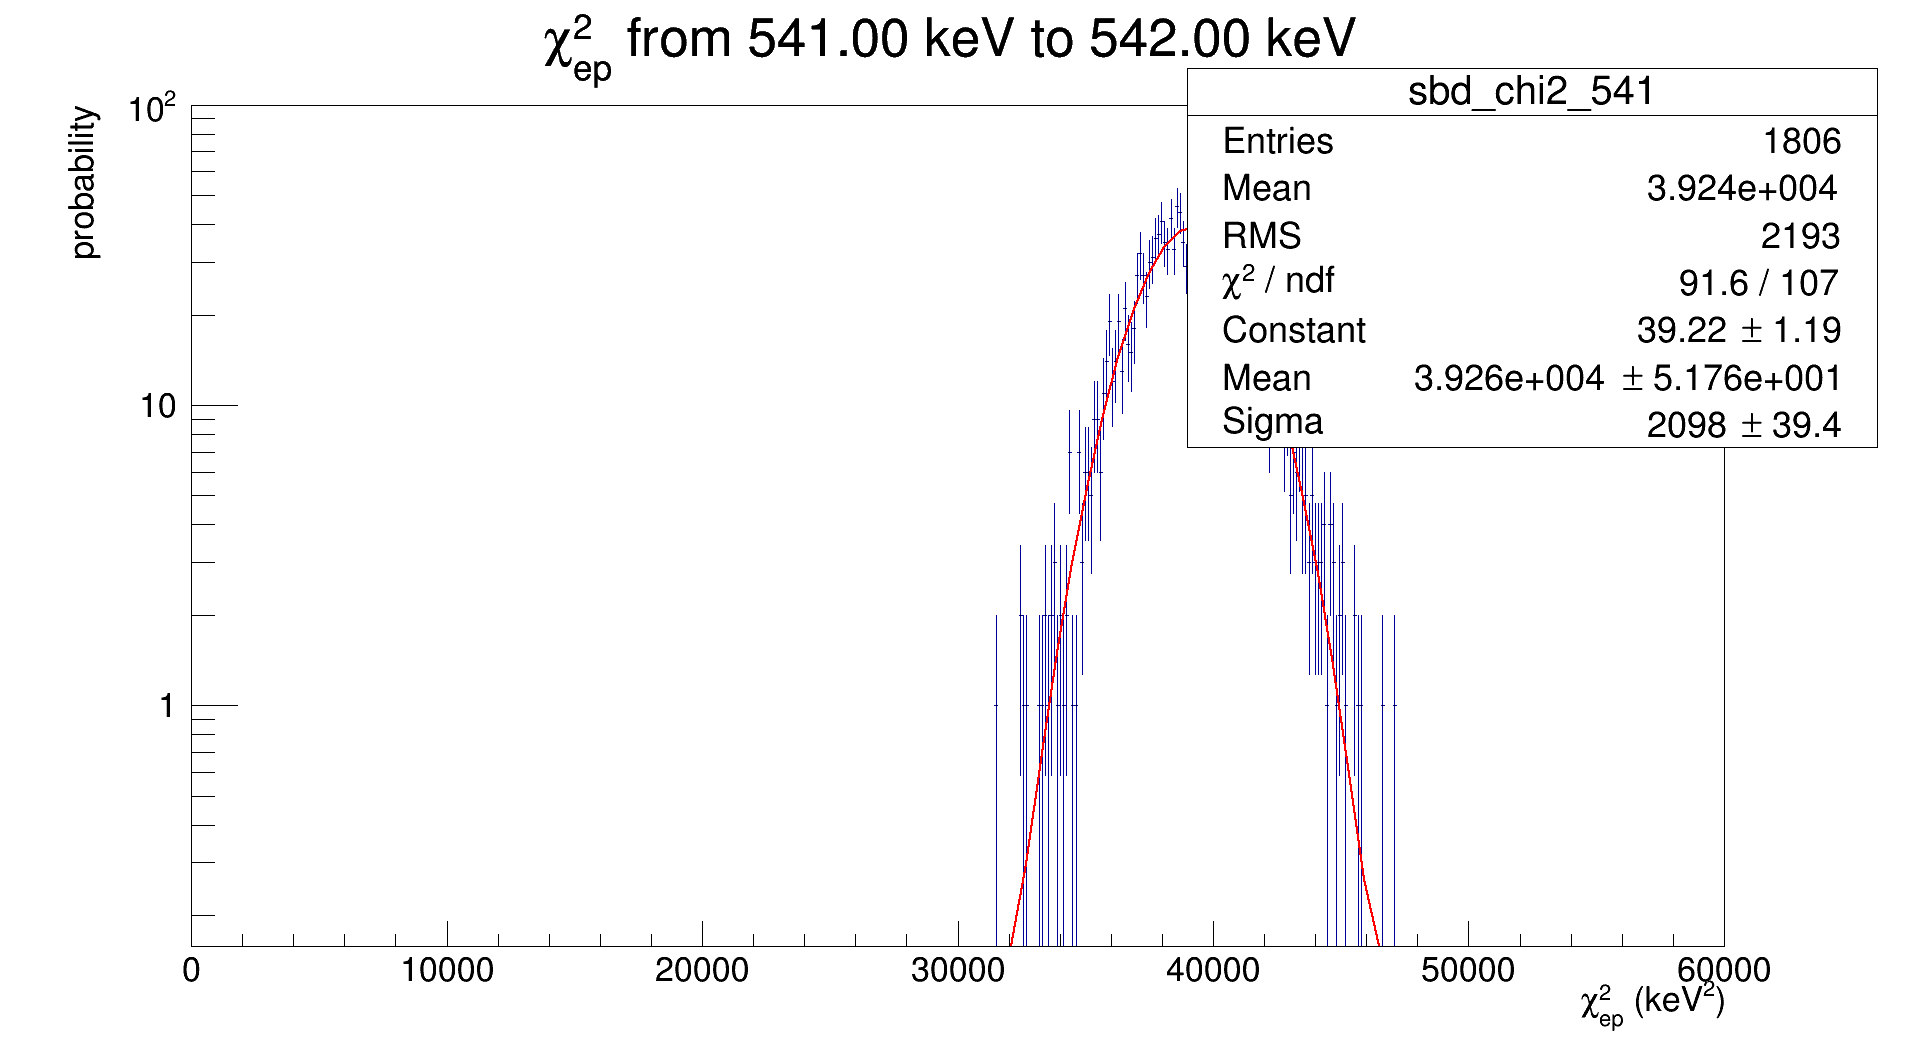 χ²ep from 541.00 keV to 542.00 keV
probability
10²
10
1
sbd_chi2_541
Entries 1806
Mean 3.924e+004
RMS 2193
χ² / ndf 91.6 / 107
Constant 39.22 ± 1.19
Mean 3.926e+004 ± 5.176e+001
Sigma 2098 ± 39.4
0 10000 20000 30000 40000 50000 60000
χ²ep (keV²)